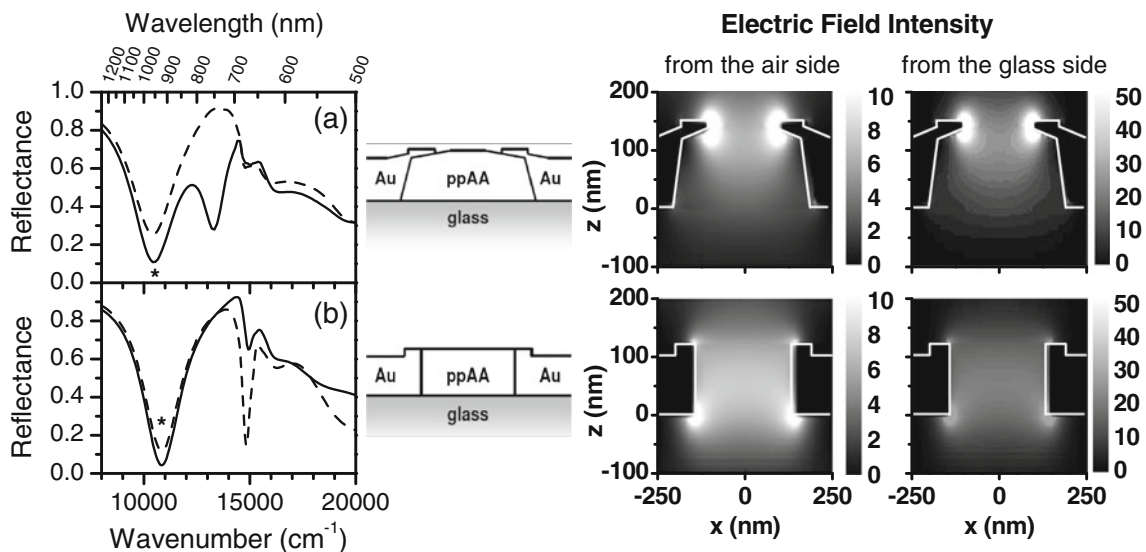 Wavelength (nm)
1200
1100
1000
900
800
700
600
500
Reflectance
1.0
0.8
0.6
0.4
0.2
0.0
(a)
*
Au
ppAA
Au
glass
Reflectance
0.8
0.6
0.4
0.2
0.0
(b)
*
10000
15000
20000
Wavenumber (cm⁻¹)
Au
ppAA
Au
glass
Electric Field Intensity
from the air side
from the glass side
z (nm)
200
100
0
-100
10
8
6
4
2
0
50
40
30
20
10
0
z (nm)
200
100
0
-100
10
8
6
4
2
0
50
40
30
20
10
0
-250
0
250
x (nm)
-250
0
250
x (nm)